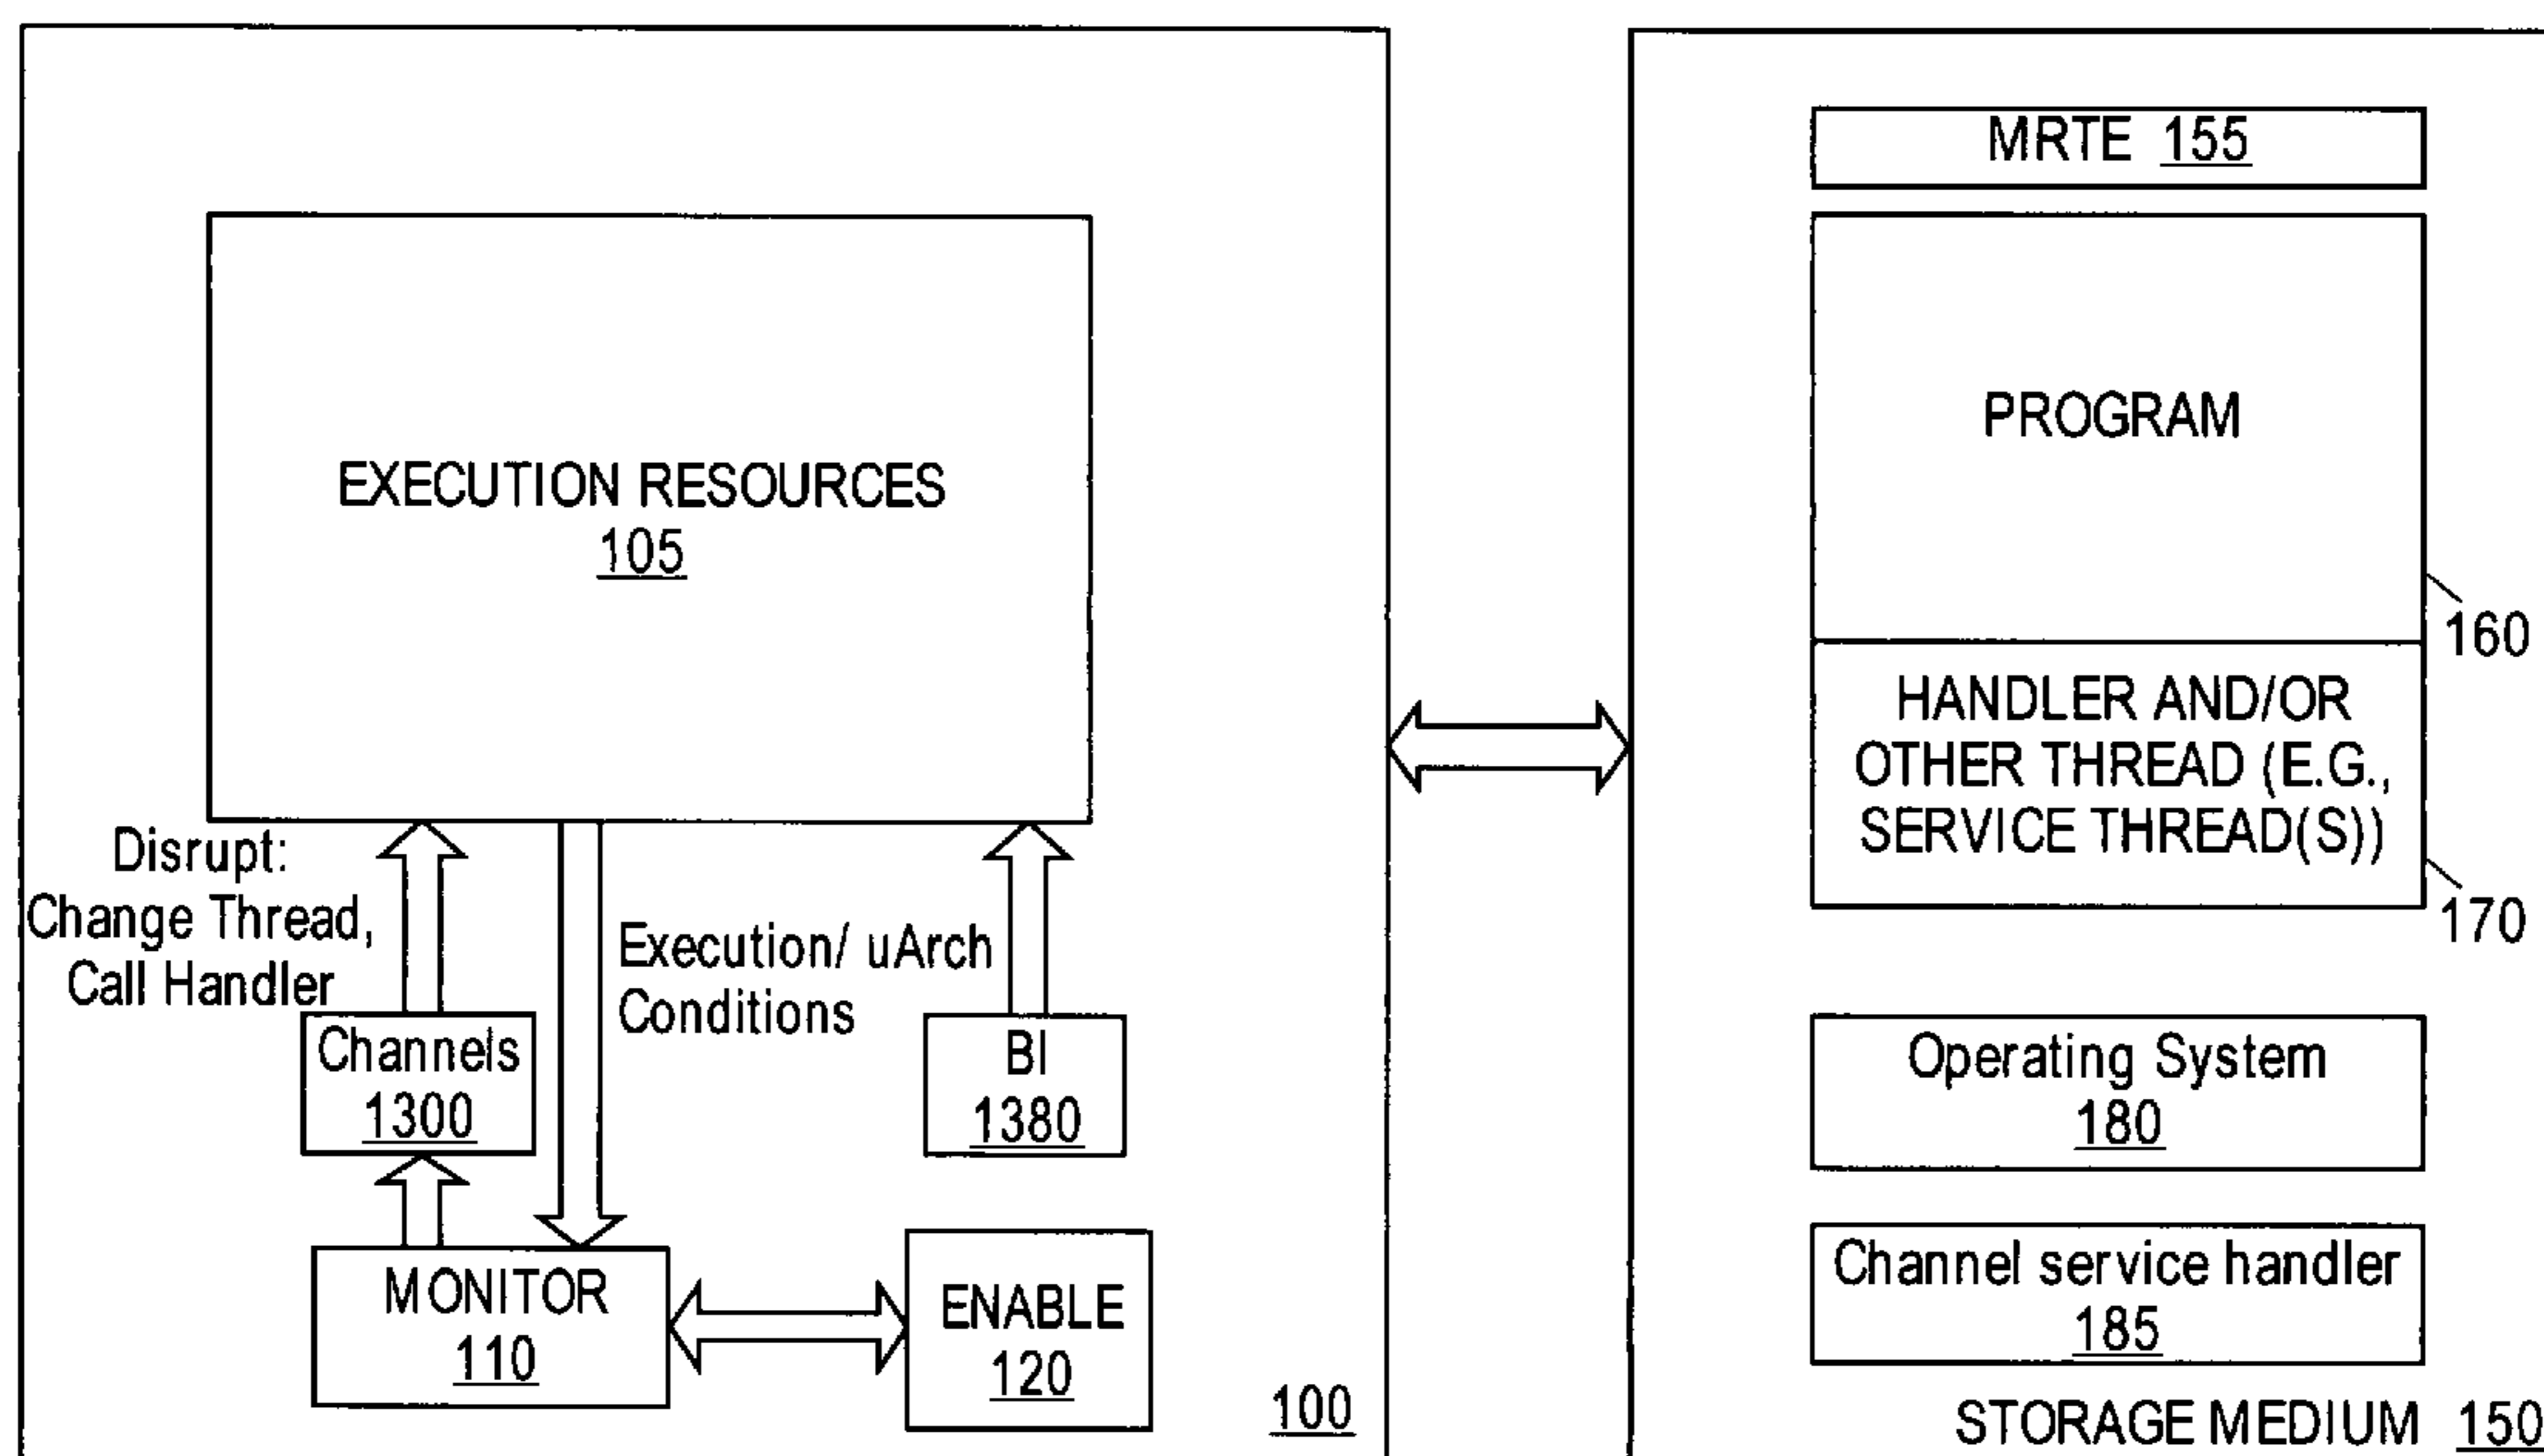 EXECUTION RESOURCES
105
Disrupt:
Change Thread,
Call Handler
Execution/ uArch
Conditions
Channels
1300
BI
1380
MONITOR
110
ENABLE
120
100
MRTE 155
PROGRAM
160
HANDLER AND/OR
OTHER THREAD (E.G.,
SERVICE THREAD(S))
170
Operating System
180
Channel service handler
185
STORAGE MEDIUM 150